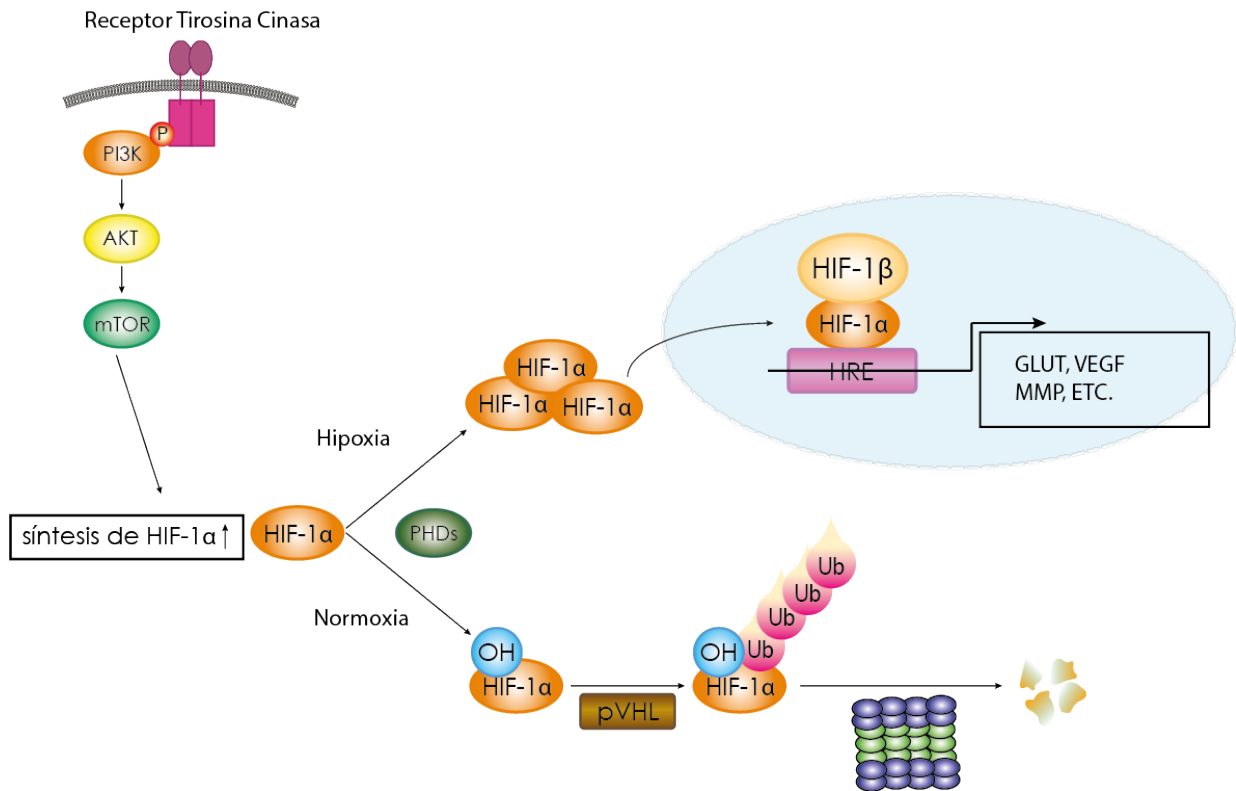 Receptor Tirosina Cinasa
P
PI3K
AKT
mTOR
HIF-1β
HIF-1α
HRE
GLUT, VEGF
MMP, ETC.
HIF-1α
HIF-1α
HIF-1α
Hipoxia
síntesis de HIF-1α↑
HIF-1α
PHDs
Normoxia
OH
HIF-1α
pVHL
Ub
Ub
Ub
Ub
OH
HIF-1α